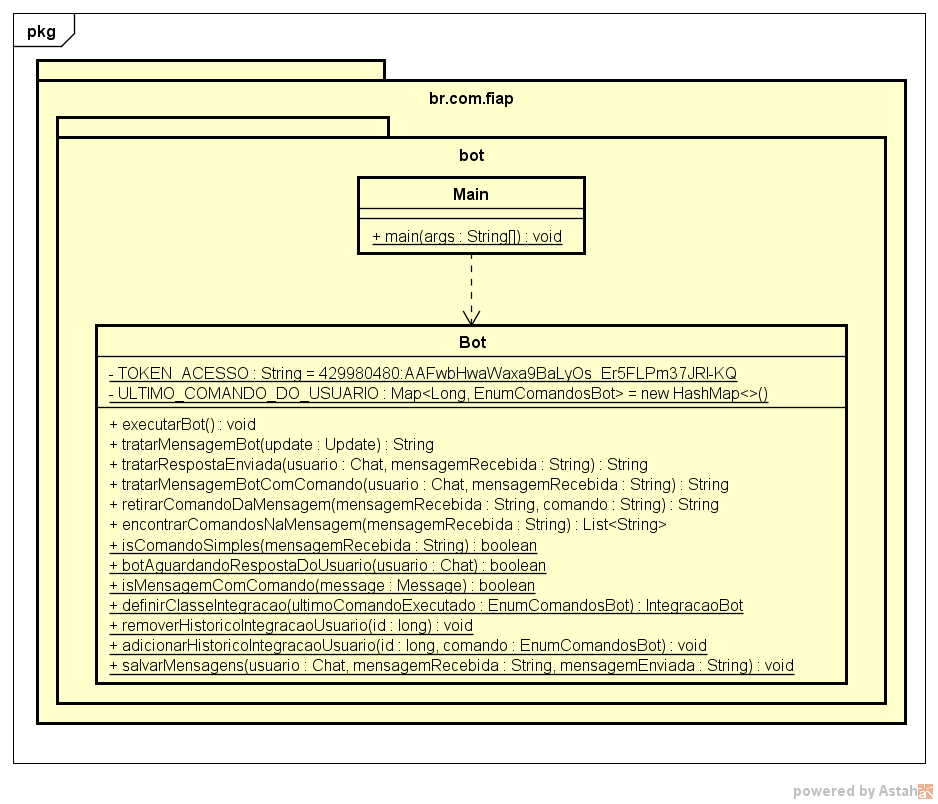 pkg
br.com.fiap
bot
Main
+ main(args : String[]) : void
Bot
- TOKEN_ACESSO : String = 429980480:AAFwbHwaWaxa9BaLyOs_Er5FLPm37JRI-KQ
- ULTIMO_COMANDO_DO_USUARIO : Map<Long, EnumComandosBot> = new HashMap<>()
+ executarBot() : void
+ tratarMensagemBot(update : Update) : String
+ tratarRespostaEnviada(usuario : Chat, mensagemRecebida : String) : String
+ tratarMensagemBotComComando(usuario : Chat, mensagemRecebida : String) : String
+ retirarComandoDaMensagem(mensagemRecebida : String, comando : String) : String
+ encontrarComandosNaMensagem(mensagemRecebida : String) : List<String>
+ isComandoSimples(mensagemRecebida : String) : boolean
+ botAguardandoRespostaDoUsuario(usuario : Chat) : boolean
+ isMensagemComComando(message : Message) : boolean
+ definirClasseIntegracao(ultimoComandoExecutado : EnumComandosBot) : IntegracaoBot
+ removerHistoricoIntegracaoUsuario(id : long) : void
+ adicionarHistoricoIntegracaoUsuario(id : long, comando : EnumComandosBot) : void
+ salvarMensagens(usuario : Chat, mensagemRecebida : String, mensagemEnviada : String) : void
powered by Astah